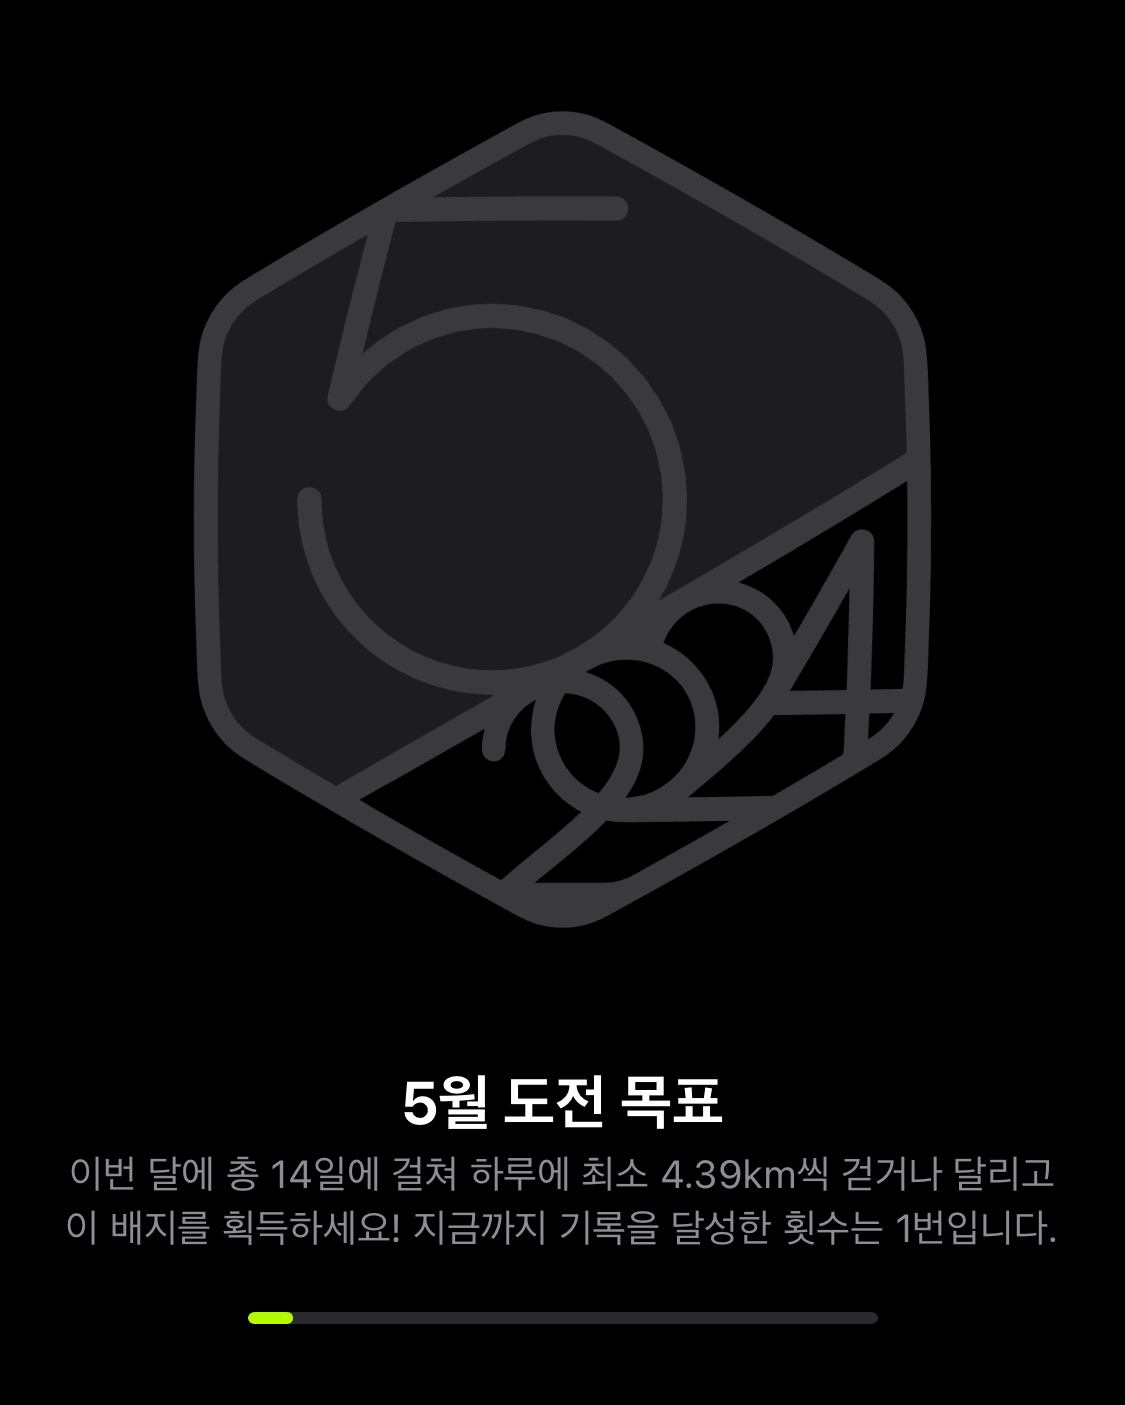 5
2024
5월 도전 목표
이번 달에 총 14일에 걸쳐 하루에 최소 4.39km씩 걷거나 달리고
이 배지를 획득하세요! 지금까지 기록을 달성한 횟수는 1번입니다.